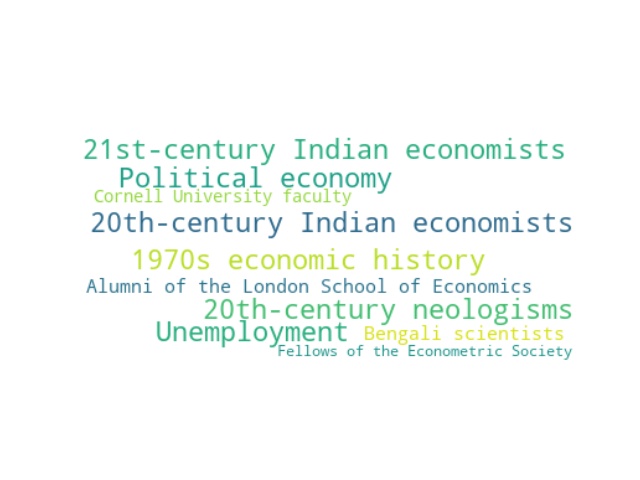 21st-century Indian economists
Political economy
Cornell University faculty
20th-century Indian economists
1970s economic history
Alumni of the London School of Economics
20th-century neologisms
Unemployment
Bengali scientists
Fellows of the Econometric Society